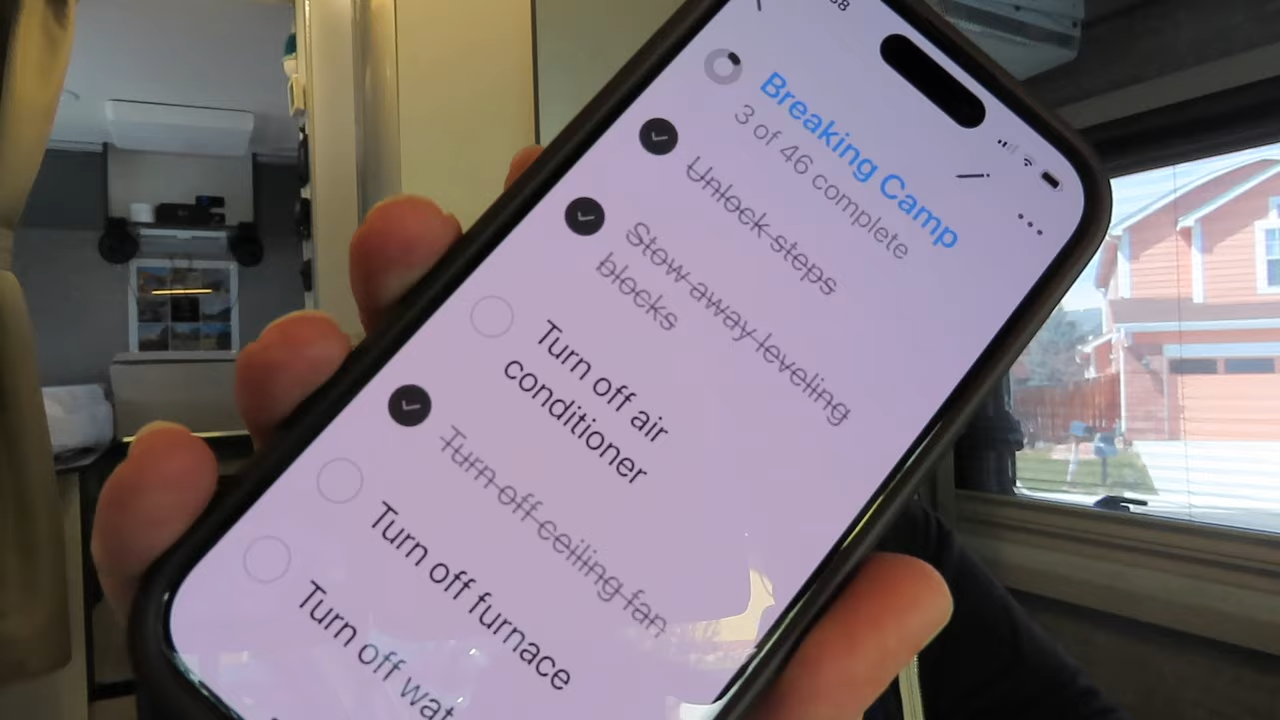 Breaking Camp
3 of 46 complete
Unlock steps
Stow away leveling
blocks
Turn off air
conditioner
Turn off ceiling fan
Turn off furnace
Turn off